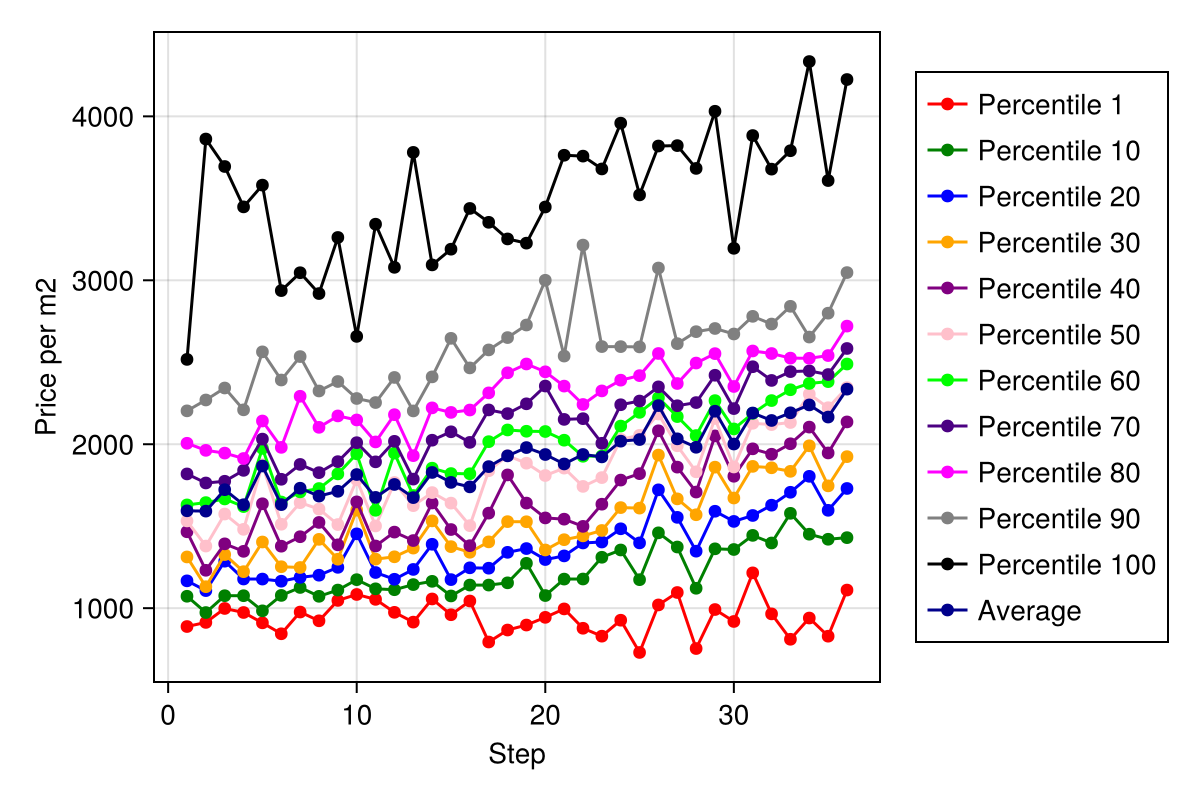 4000
3000
2000
1000
Price per m2
0
10
20
30
Step
Percentile 1
Percentile 10
Percentile 20
Percentile 30
Percentile 40
Percentile 50
Percentile 60
Percentile 70
Percentile 80
Percentile 90
Percentile 100
Average